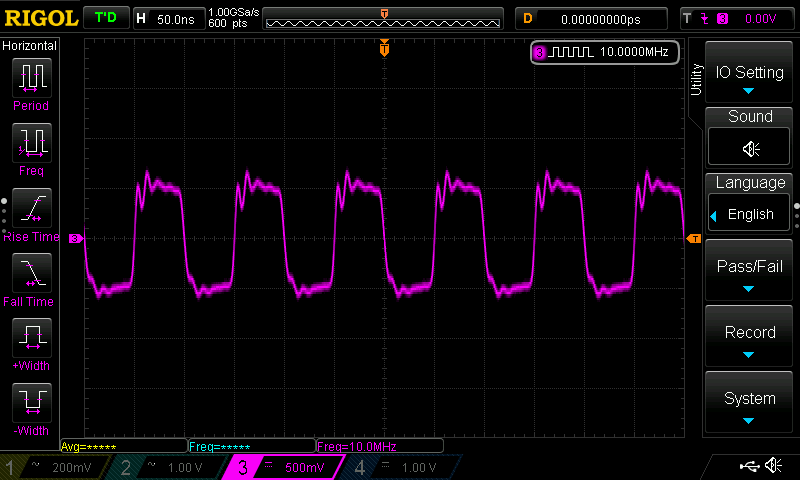 RIGOL
T'D
H 50.0ns
1.00GSa/s
600 pts
T
D 0.00000000ps
T 3 0.00V
Horizontal
Period
Freq
Rise Time
Fall Time
+Width
-Width
T
3 10.0000MHz
3
T
Utility
IO Setting
Sound
Language
English
Pass/Fail
Record
System
Avg=*****
Freq=*****
Freq=10.0MHz
1 ~ 200mV
2 ~ 1.00 V
3 = 500mV
4 = 1.00 V